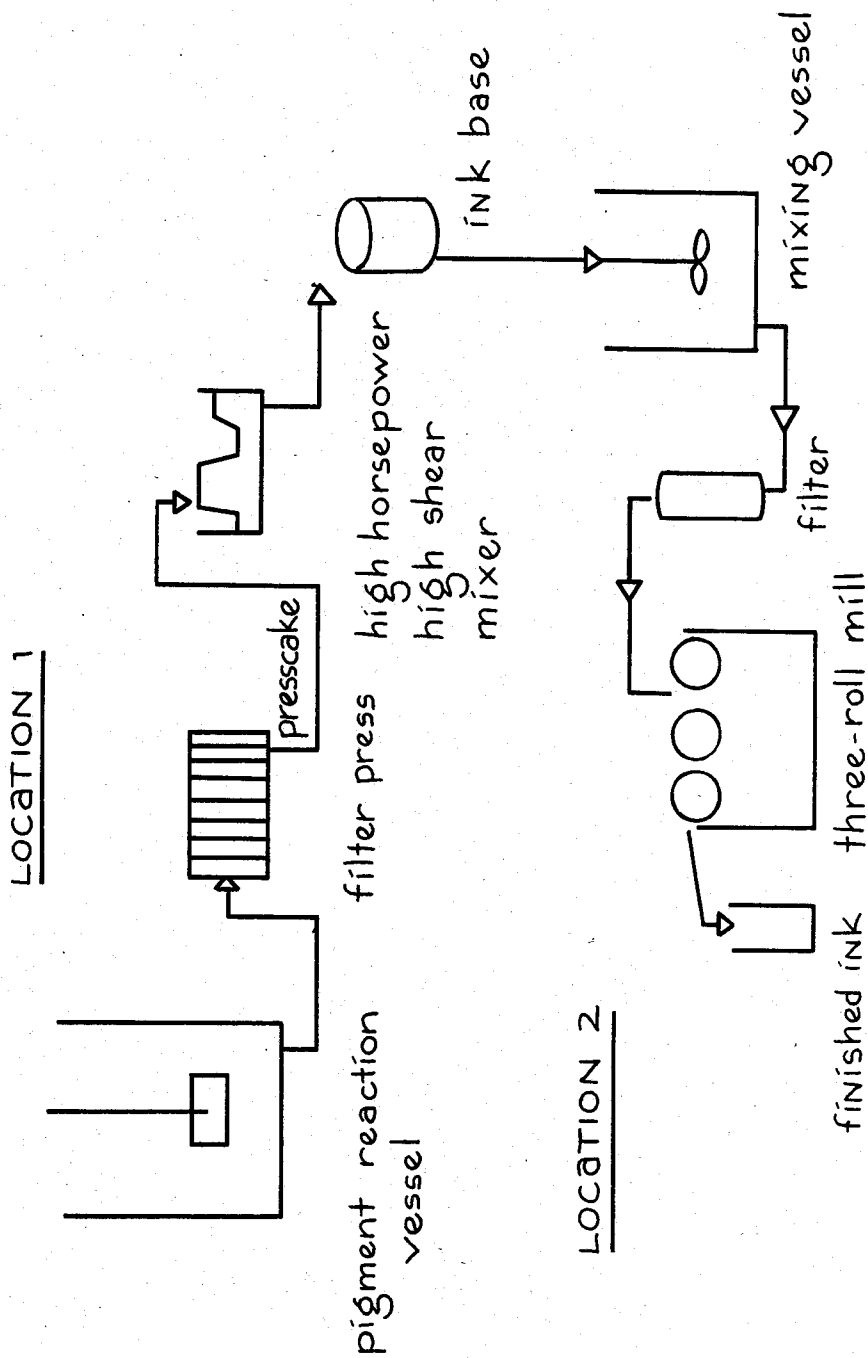 LOCATION 1
pigment reaction
vessel
filter press
presscake
high horsepower
high shear
mixer
ink base
LOCATION 2
finished ink
three-roll mill
filter
mixing vessel